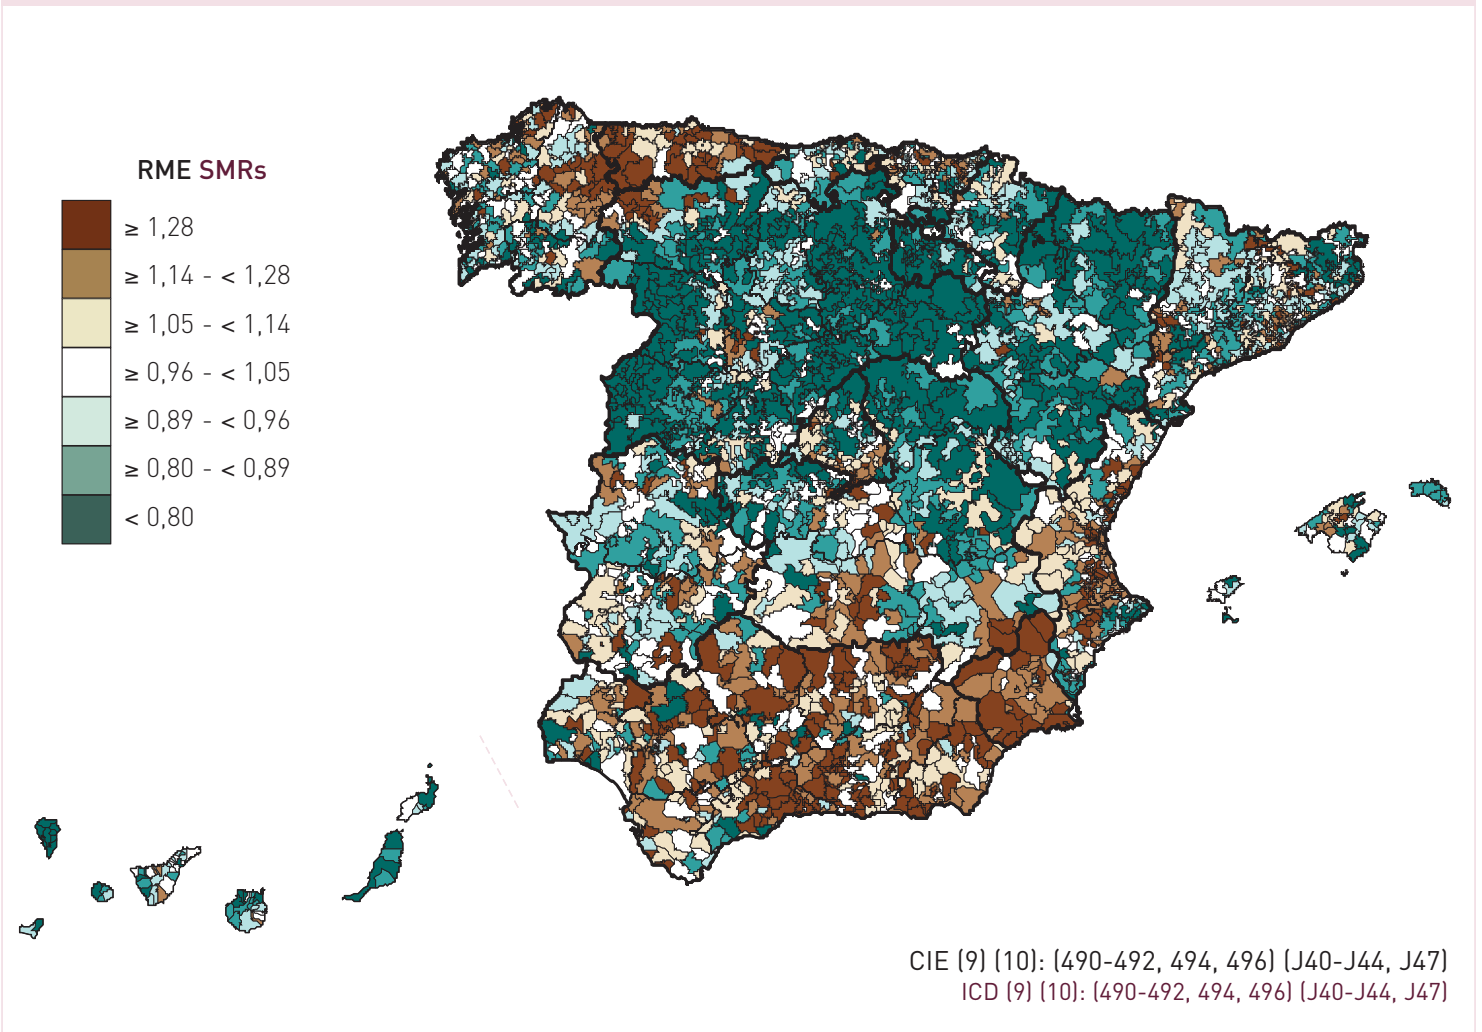 RME SMRs
≥ 1,28
≥ 1,14 - < 1,28
≥ 1,05 - < 1,14
≥ 0,96 - < 1,05
≥ 0,89 - < 0,96
≥ 0,80 - < 0,89
< 0,80
CIE (9) (10): (490-492, 494, 496) (J40-J44, J47)
ICD (9) (10): (490-492, 494, 496) (J40-J44, J47)